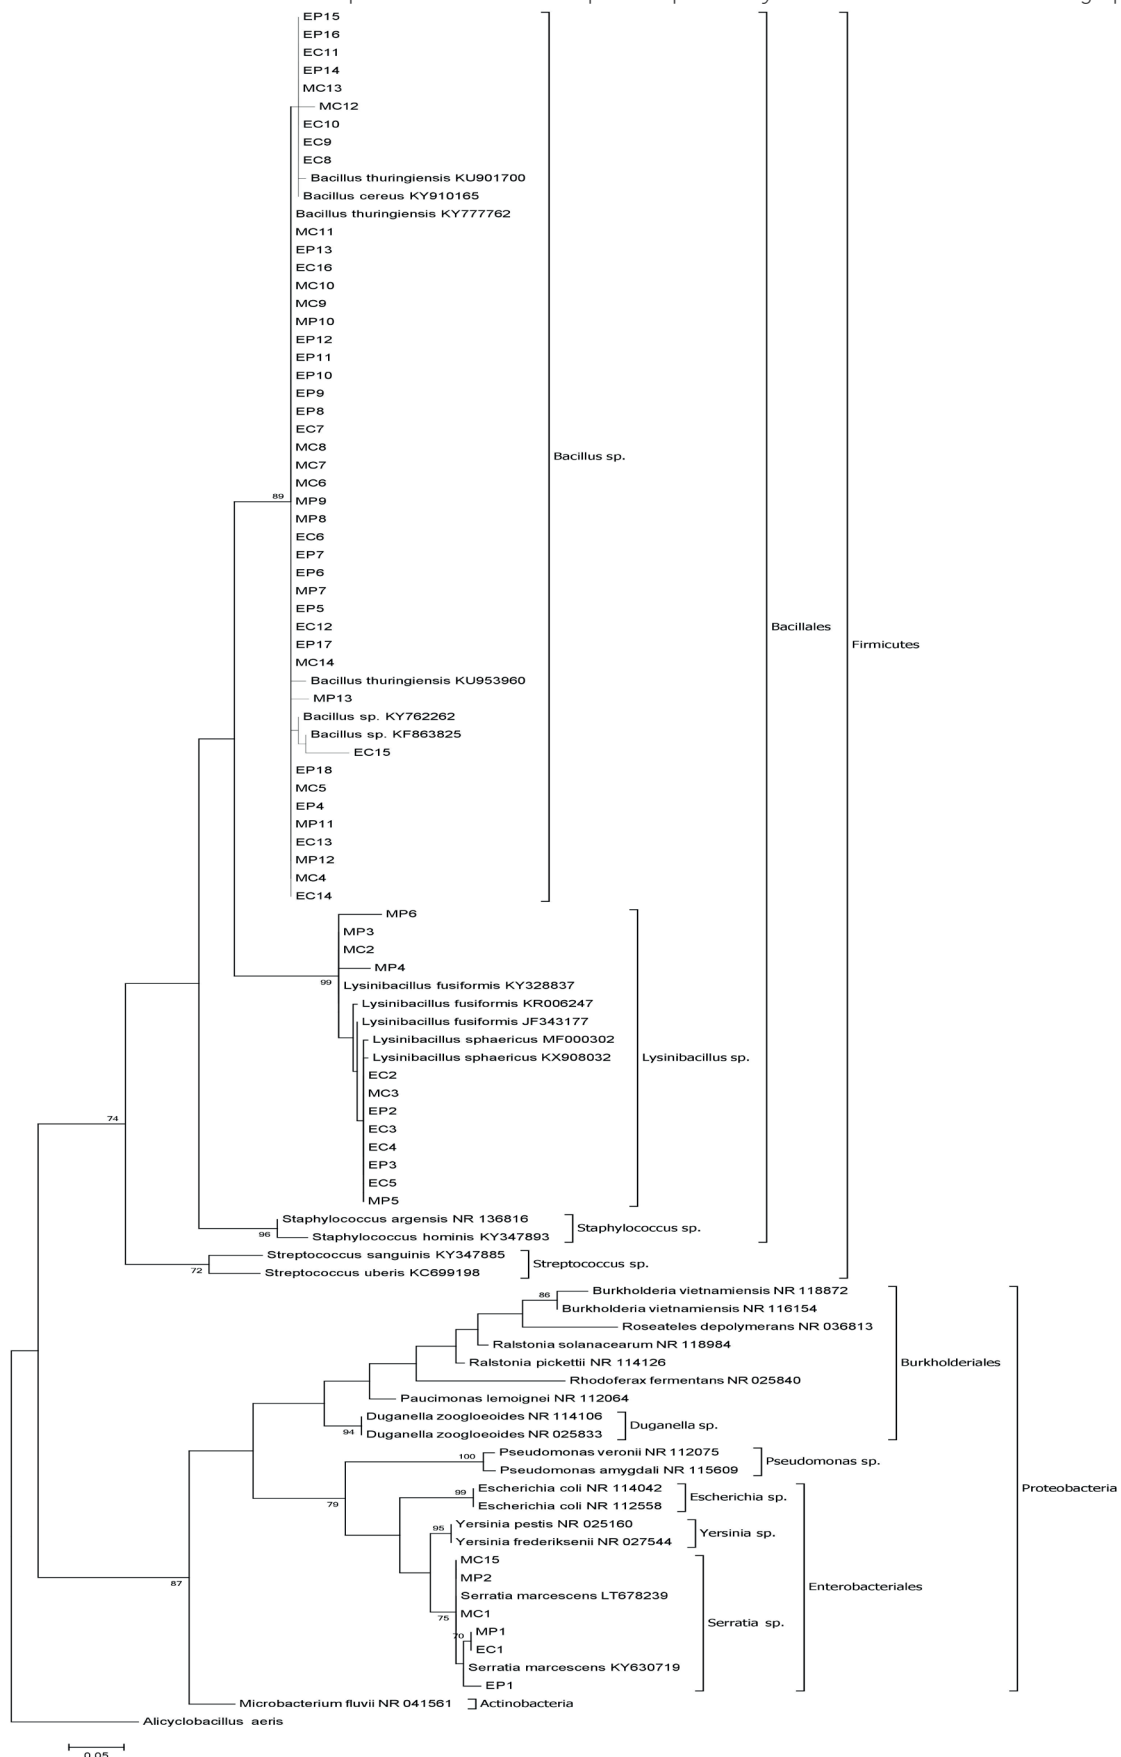 EP15
EP16
EC11
EP14
MC13
MC12
EC10
EC9
EC8
Bacillus thuringiensis KU901700
Bacillus cereus KY910165
Bacillus thuringiensis KY777762
MC11
EP13
EC16
MC10
MC9
MP10
EP12
EP11
EP10
EP9
EP8
EC7
MC8
Bacillus sp.
MC7
MC6
89
MP9
MP8
EC6
EP7
EP6
MP7
EP5
EC12
Bacillales
EP17
Firmicutes
MC14
Bacillus thuringiensis KU953960
MP13
Bacillus sp. KY762262
Bacillus sp. KF863825
EC15
EP18
MC5
EP4
MP11
EC13
MP12
MC4
EC14
MP6
MP3
MC2
MP4
99
Lysinibacillus fusiformis KY328837
Lysinibacillus fusiformis KR006247
Lysinibacillus fusiformis JF343177
Lysinibacillus sphaericus MF000302
Lysinibacillus sphaericus KX908032
Lysinibacillus sp.
EC2
MC3
EP2
74
EC3
EC4
EP3
EC5
MP5
Staphylococcus argensis NR 136816
Staphylococcus sp.
96
Staphylococcus hominis KY347893
Streptococcus sanguinis KY347885
Streptococcus sp.
72
Streptococcus uberis KC699198
Burkholderia vietnamiensis NR 118872
86
Burkholderia vietnamiensis NR 116154
Roseateles depolymerans NR 036813
Ralstonia solanacearum NR 118984
Ralstonia pickettii NR 114126
Burkholderiales
Rhodoferax fermentans NR 025840
Paucimonas lemoignei NR 112064
Duganella zoogloeoides NR 114106
Duganella sp.
94
Duganella zoogloeoides NR 025833
Pseudomonas veronii NR 112075
100
Pseudomonas sp.
Pseudomonas amygdali NR 115609
Escherichia coli NR 114042
99
Escherichia sp.
Proteobacteria
79
Escherichia coli NR 112558
Yersinia pestis NR 025160
95
Yersinia sp.
Yersinia frederiksenii NR 027544
MC15
MP2
87
Enterobacteriales
Serratia marcescens LT678239
MC1
75
Serratia sp.
MP1
70
EC1
Serratia marcescens KY630719
EP1
Microbacterium fluvii NR 041561
Actinobacteria
Alicyclobacillus aeris
0.05